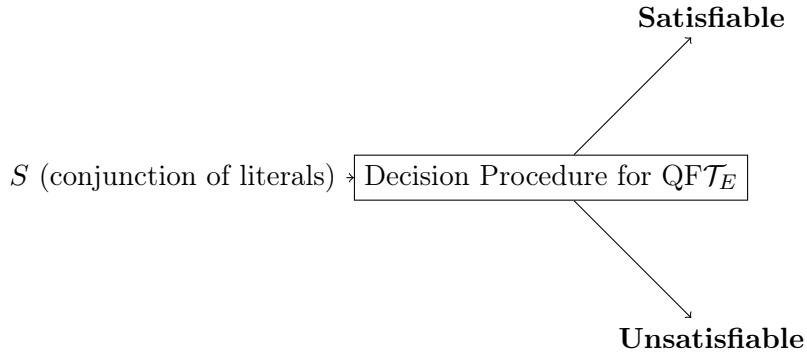 Satisfiable
S (conjunction of literals)
Decision Procedure for QF𝒯_E
Unsatisfiable